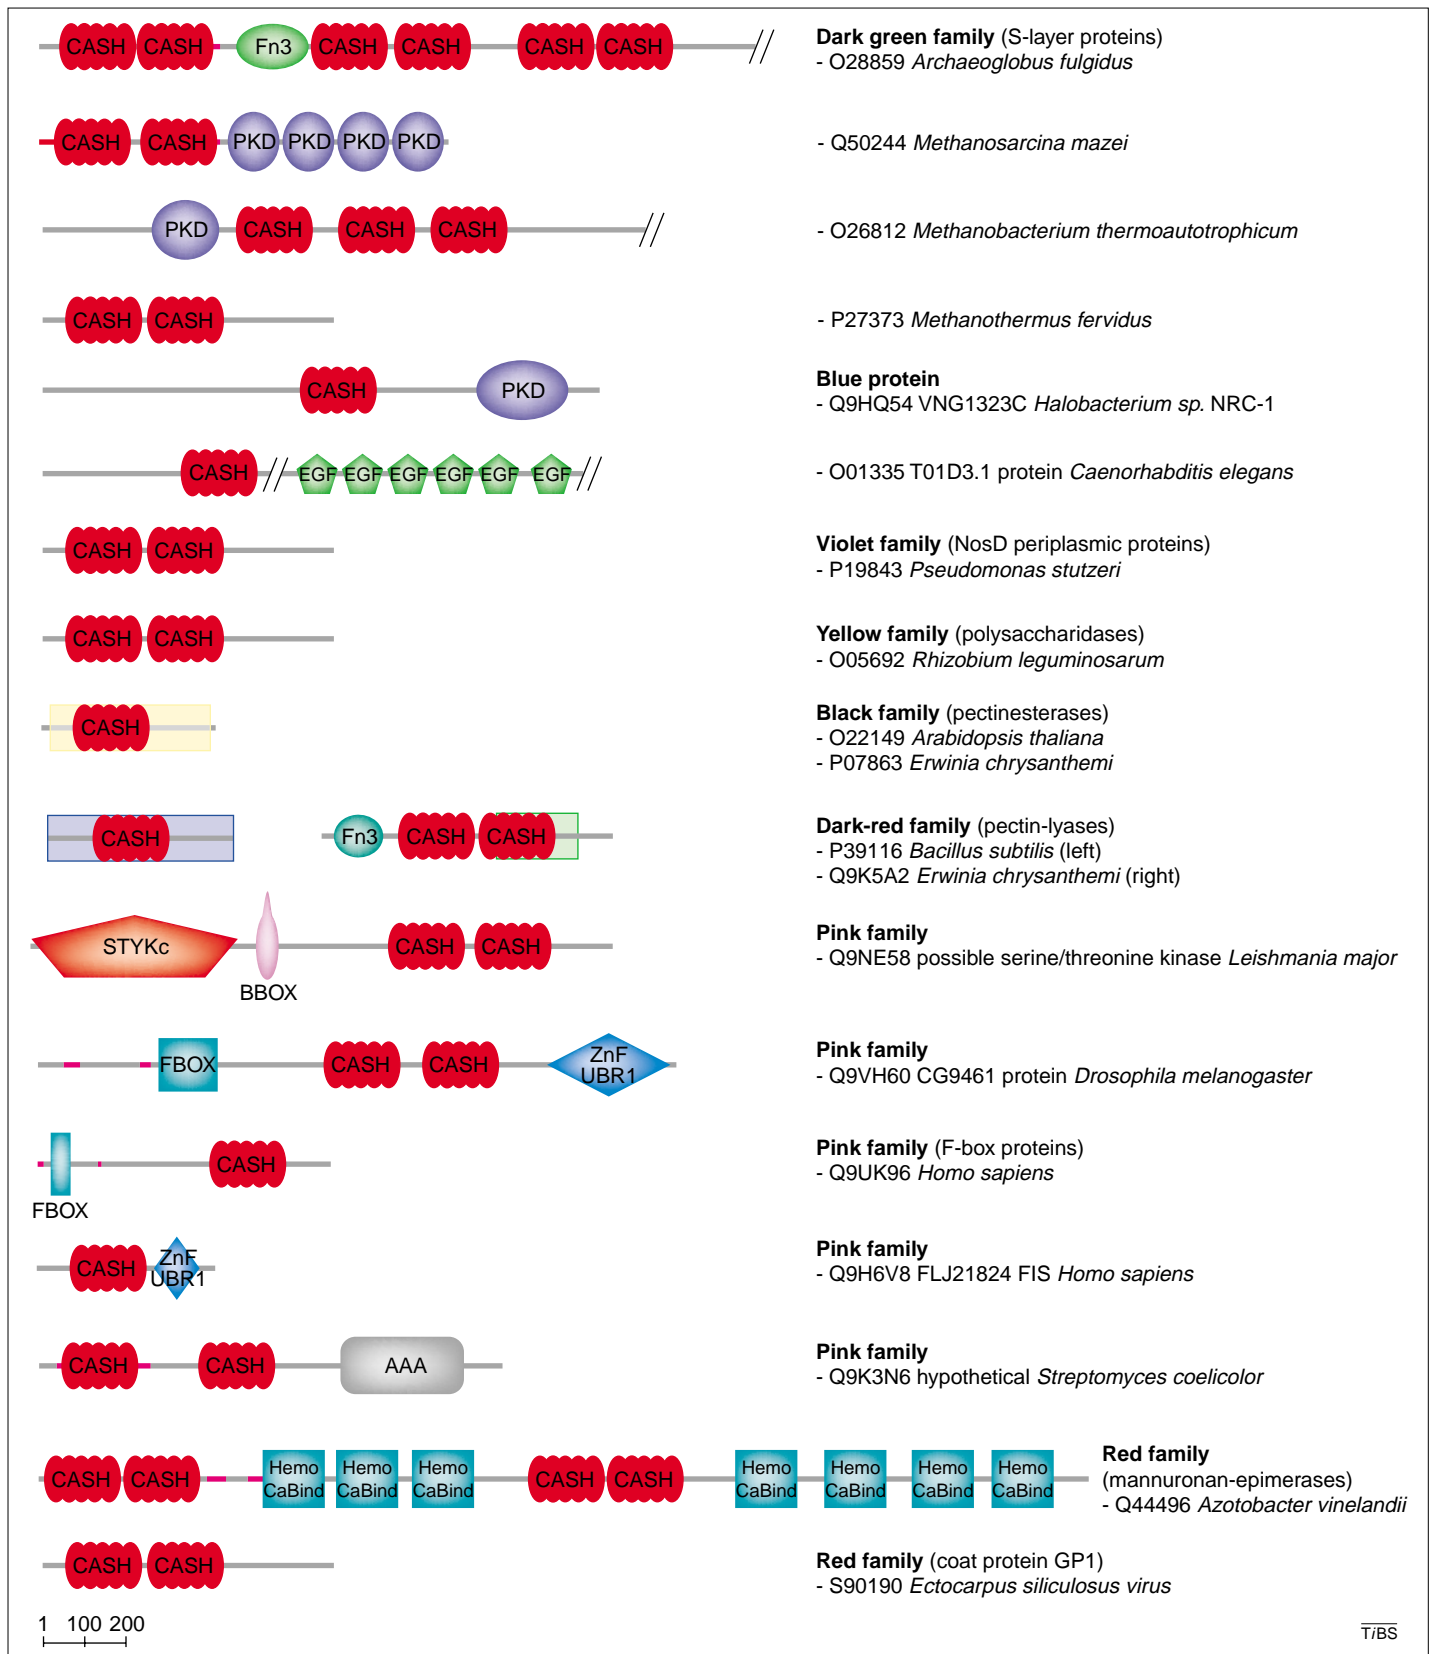 CASH CASH Fn3 CASH CASH CASH CASH
Dark green family (S-layer proteins)
- O28859 Archaeoglobus fulgidus
CASH CASH PKD PKD PKD PKD
- Q50244 Methanosarcina mazei
PKD CASH CASH CASH
- O26812 Methanobacterium thermoautotrophicum
CASH CASH
- P27373 Methanothermus fervidus
CASH PKD
Blue protein
- Q9HQ54 VNG1323C Halobacterium sp. NRC-1
CASH EGF EGF EGF EGF EGF EGF
- O01335 T01D3.1 protein Caenorhabditis elegans
CASH CASH
Violet family (NosD periplasmic proteins)
- P19843 Pseudomonas stutzeri
CASH CASH
Yellow family (polysaccharidases)
- O05692 Rhizobium leguminosarum
CASH
Black family (pectinesterases)
- O22149 Arabidopsis thaliana
- P07863 Erwinia chrysanthemi
CASH Fn3 CASH CASH
Dark-red family (pectin-lyases)
- P39116 Bacillus subtilis (left)
- Q9K5A2 Erwinia chrysanthemi (right)
STYKc CASH CASH
BBOX
Pink family
- Q9NE58 possible serine/threonine kinase Leishmania major
FBOX CASH CASH ZnF
UBR1
Pink family
- Q9VH60 CG9461 protein Drosophila melanogaster
CASH
FBOX
Pink family (F-box proteins)
- Q9UK96 Homo sapiens
CASH ZnF
UBR1
Pink family
- Q9H6V8 FLJ21824 FIS Homo sapiens
CASH CASH AAA
Pink family
- Q9K3N6 hypothetical Streptomyces coelicolor
CASH CASH Hemo Hemo Hemo CASH CASH Hemo Hemo Hemo Hemo
CaBind CaBind CaBind CaBind CaBind CaBind CaBind
Red family
(mannuronan-epimerases)
- Q44496 Azotobacter vinelandii
CASH CASH
Red family (coat protein GP1)
- S90190 Ectocarpus siliculosus virus
1 100 200
TiBS